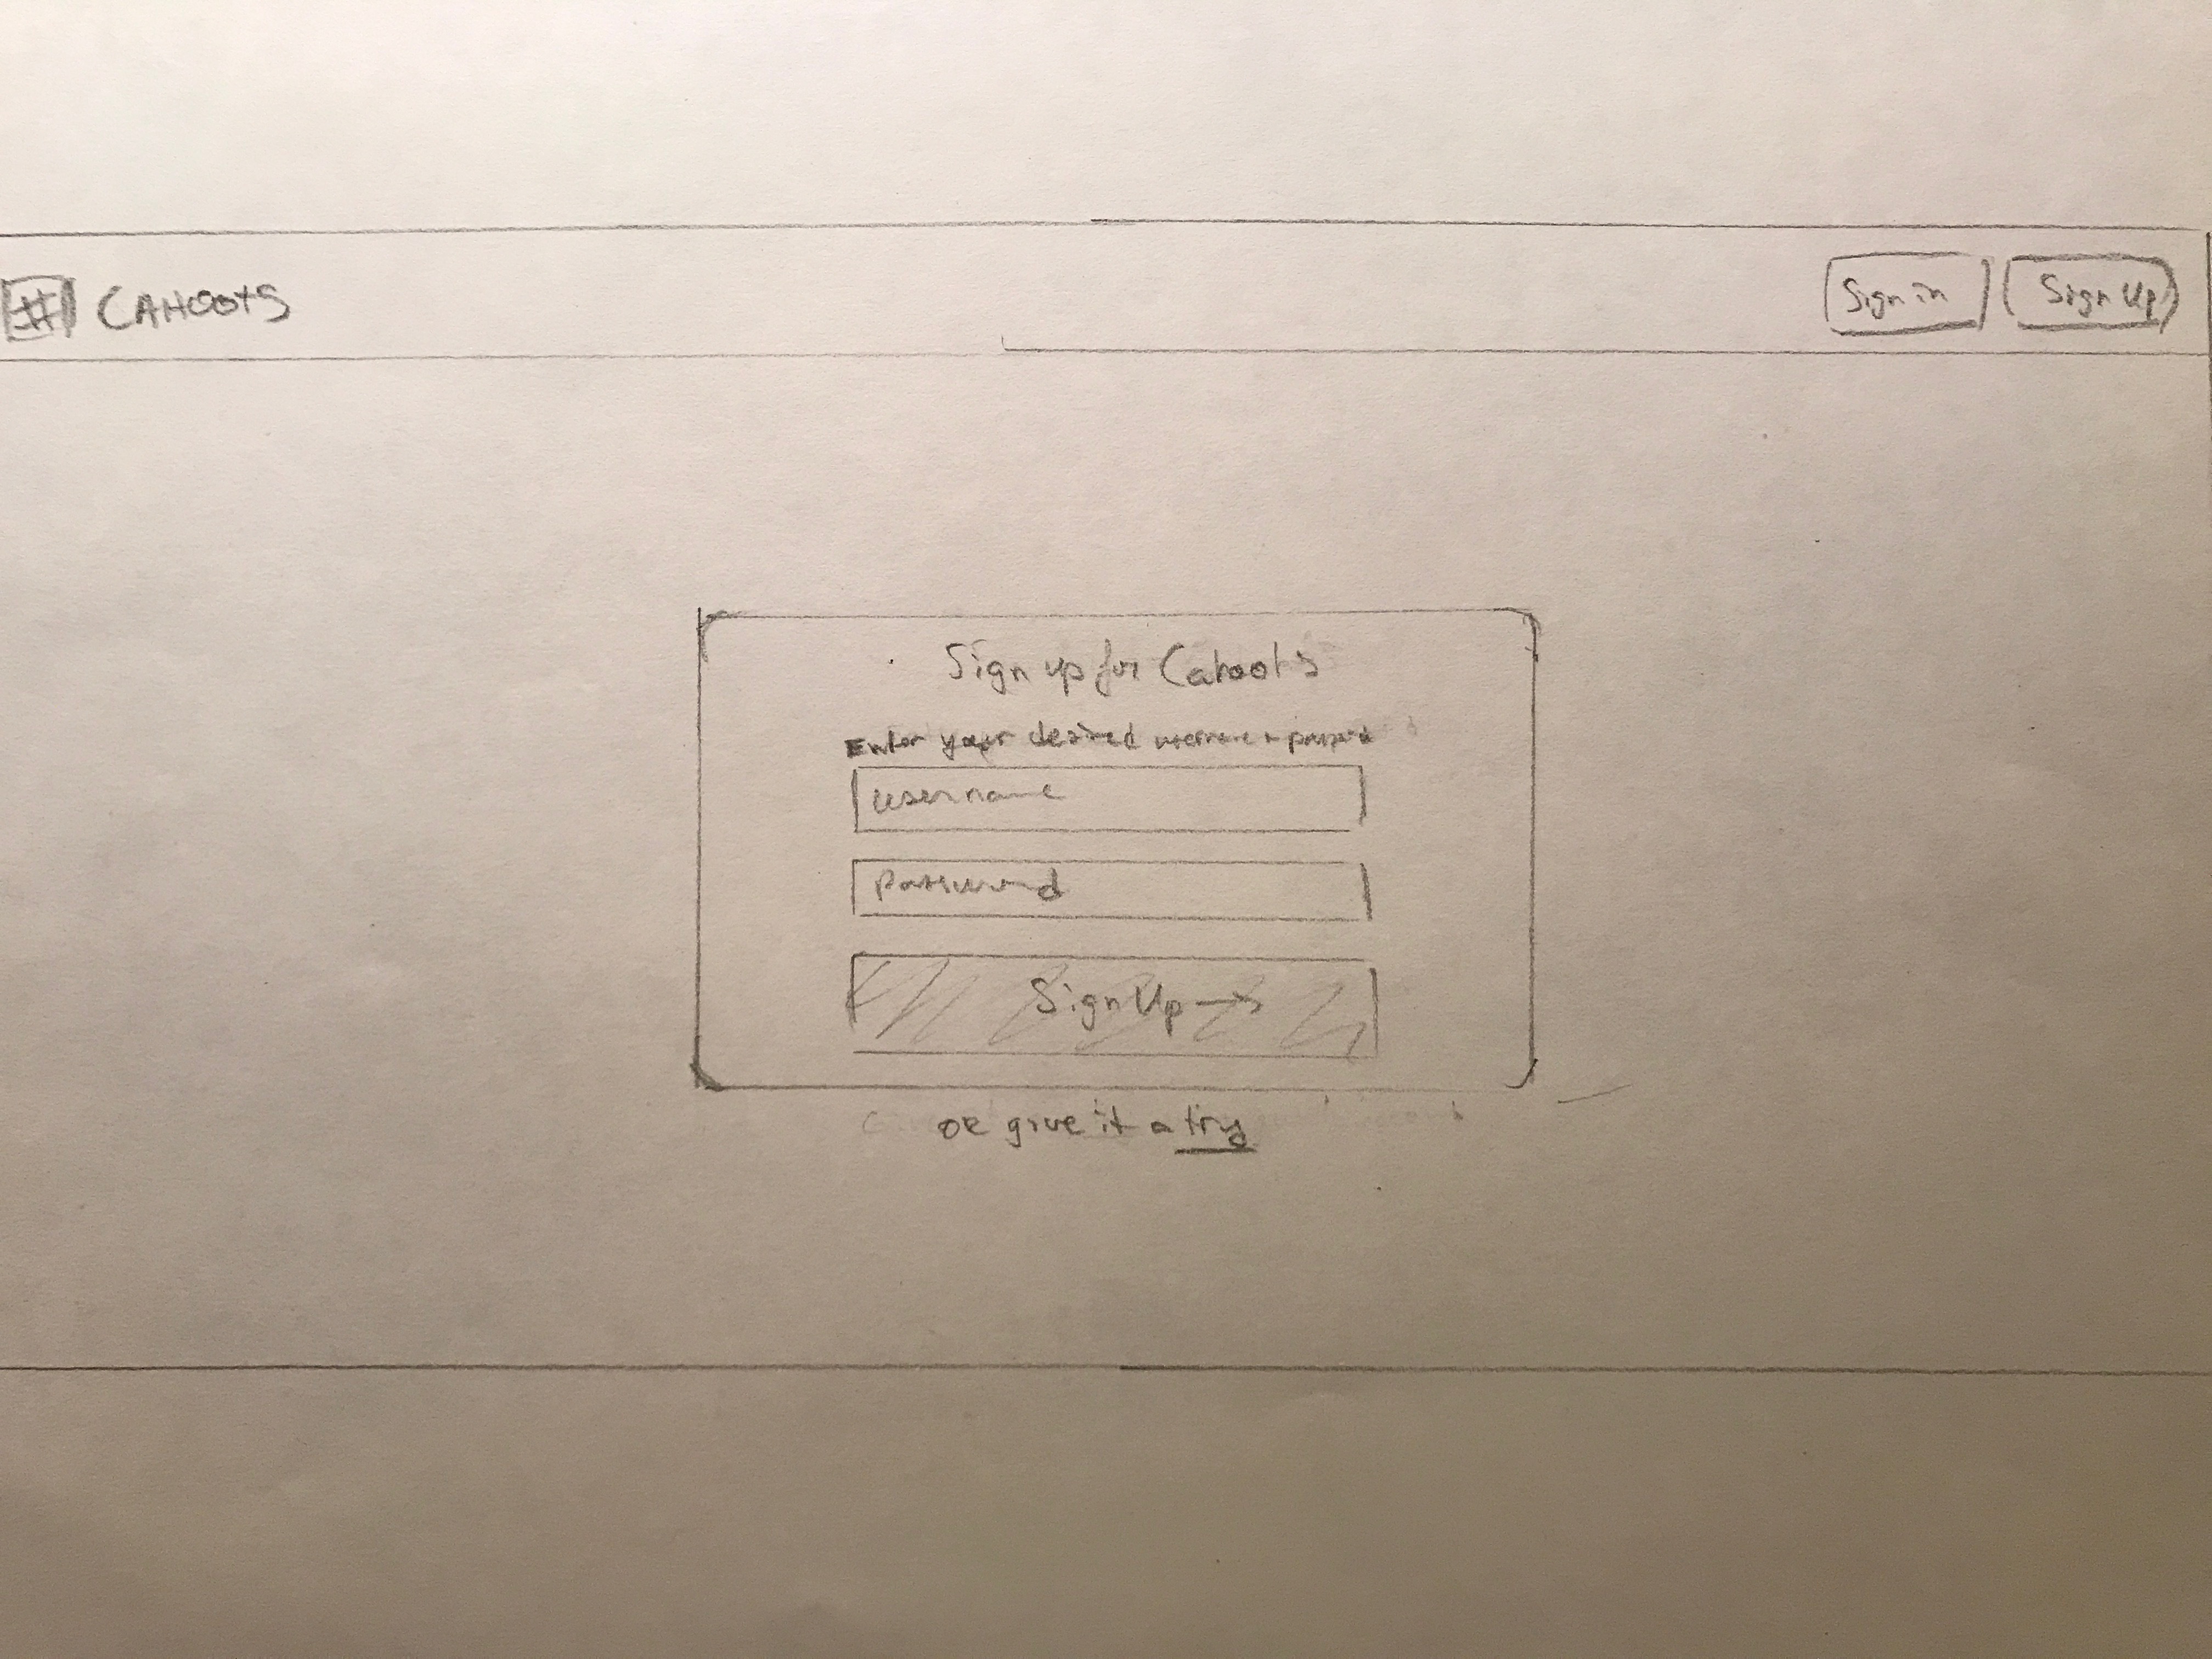 # CAHOOTS
Sign in
Sign Up
Sign up for Cahoots
Enter your desired username + password
username
password
Sign Up →
OR give it a try